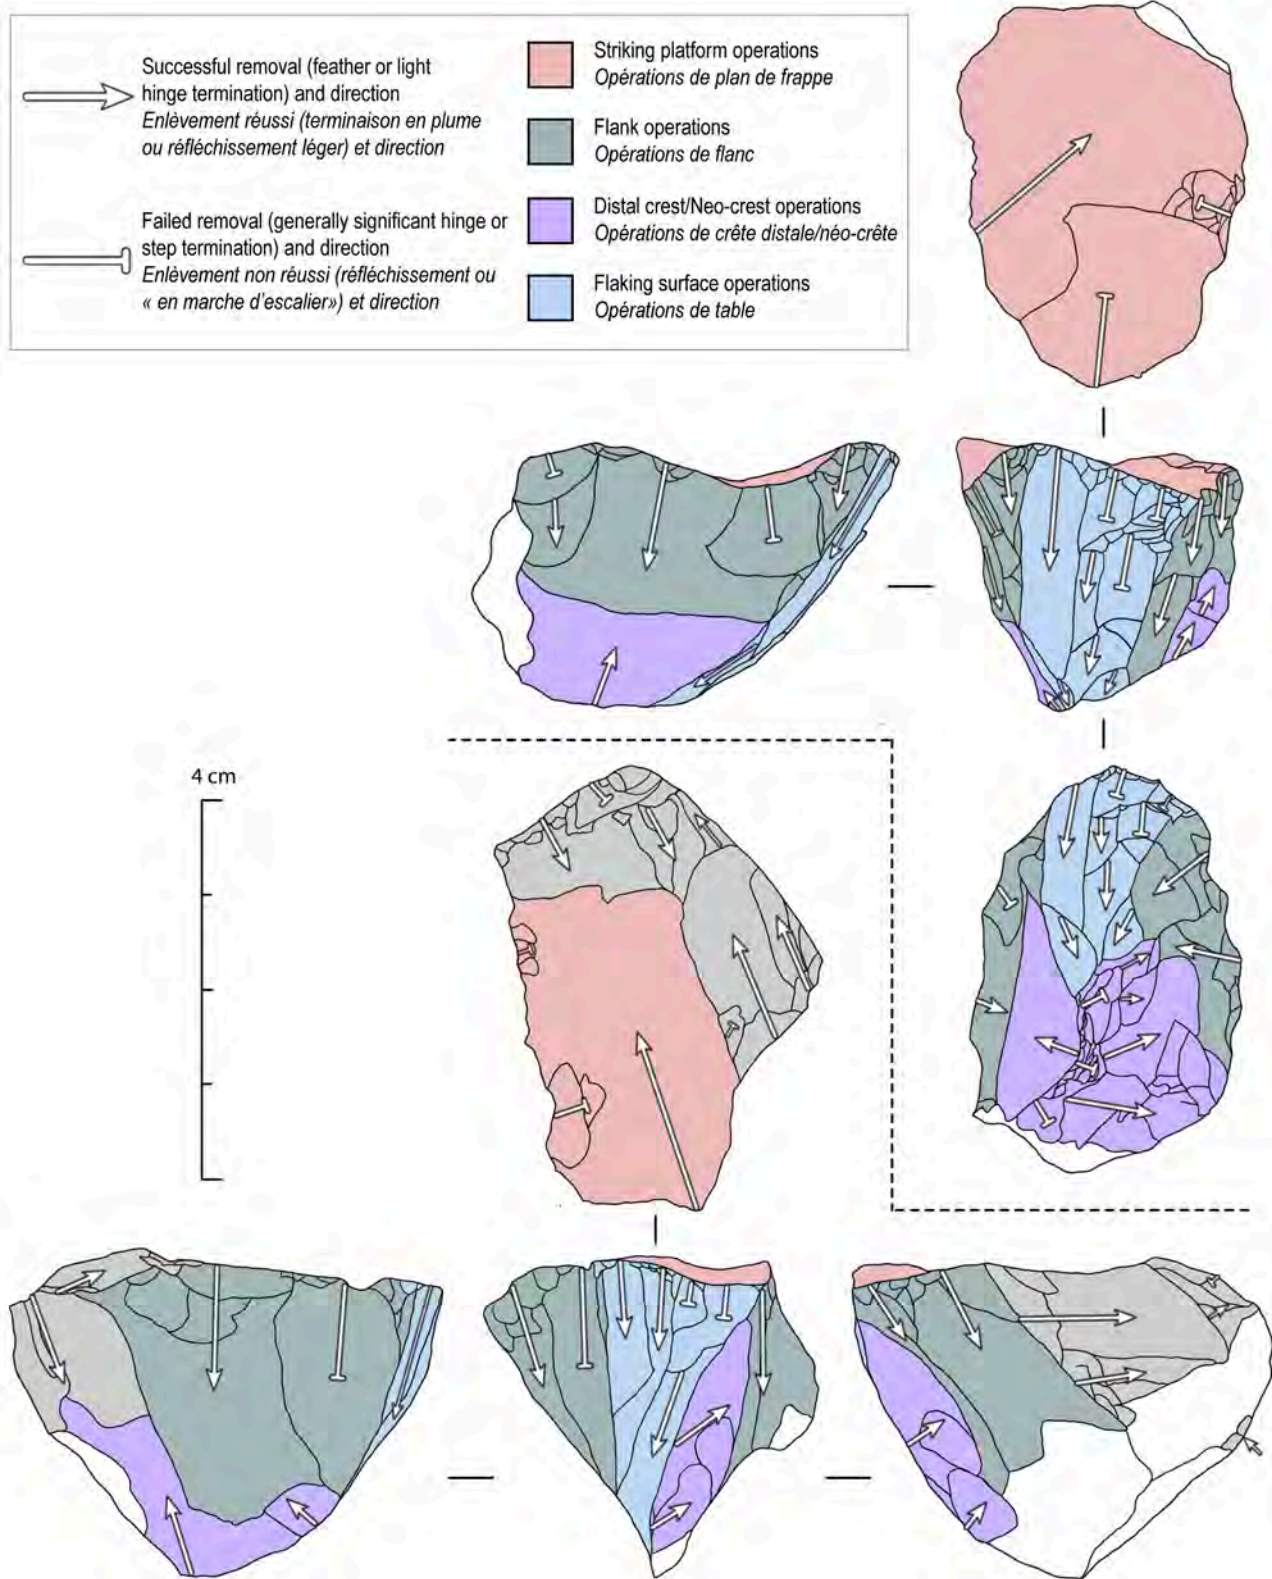 Successful removal (feather or light
hinge termination) and direction
Enlèvement réussi (terminaison en plume
ou réfléchissement léger) et direction
Failed removal (generally significant hinge or
step termination) and direction
Enlèvement non réussi (réfléchissement ou
« en marche d'escalier») et direction
Striking platform operations
Opérations de plan de frappe
Flank operations
Opérations de flanc
Distal crest/Neo-crest operations
Opérations de crête distale/néo-crête
Flaking surface operations
Opérations de table
4 cm